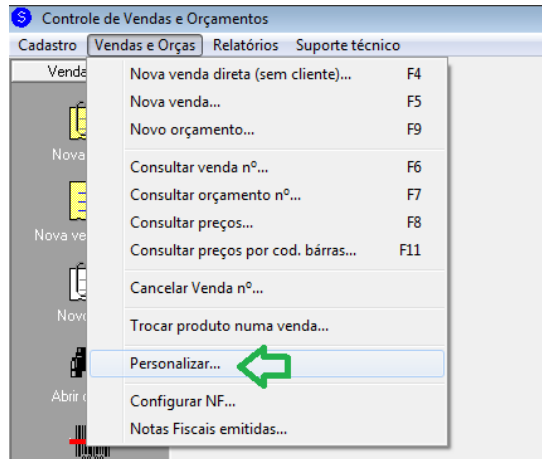 Controle de Vendas e Orçamentos
Cadastro Vendas e Orças Relatórios Suporte técnico
Venda
Nova venda direta (sem cliente)... F4
Nova venda... F5
Novo orçamento... F9
Nova
Consultar venda nº... F6
Consultar orçamento nº... F7
Consultar preços... F8
Nova ve
Consultar preços por cod. bárras... F11
Cancelar Venda nº...
Novo
Trocar produto numa venda...
Personalizar...
Abrir
Configurar NF...
Notas Fiscais emitidas...